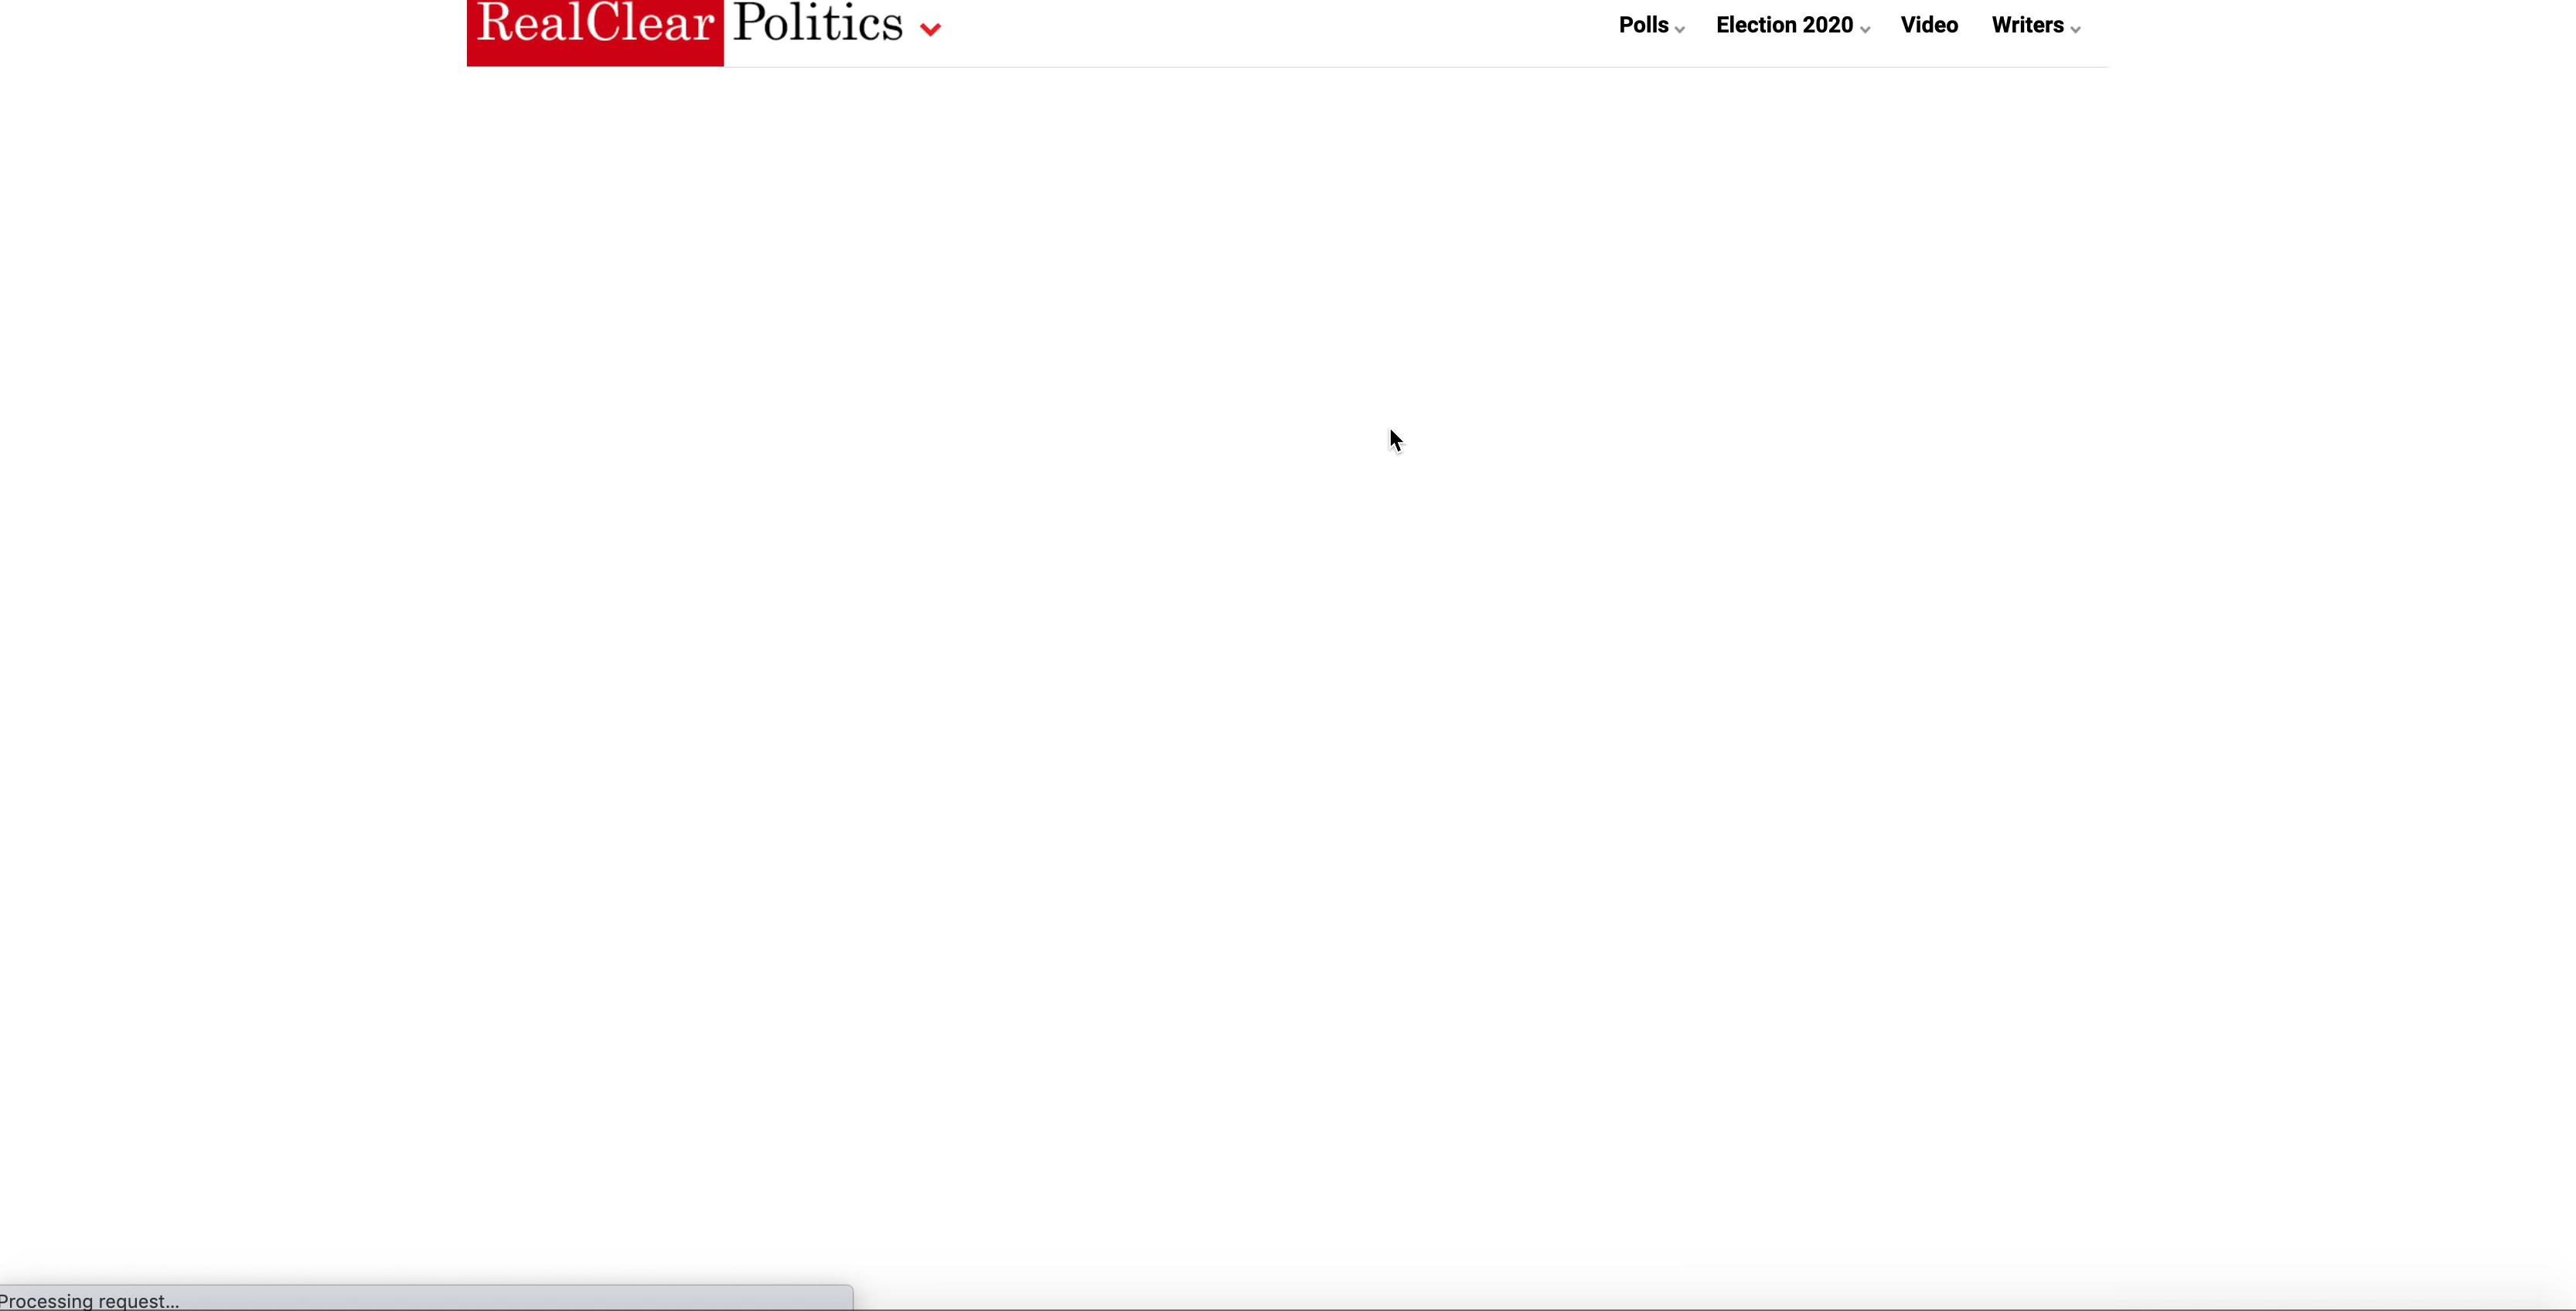 RealClear Politics Polls Election 2020 Video Writers
Processing request...